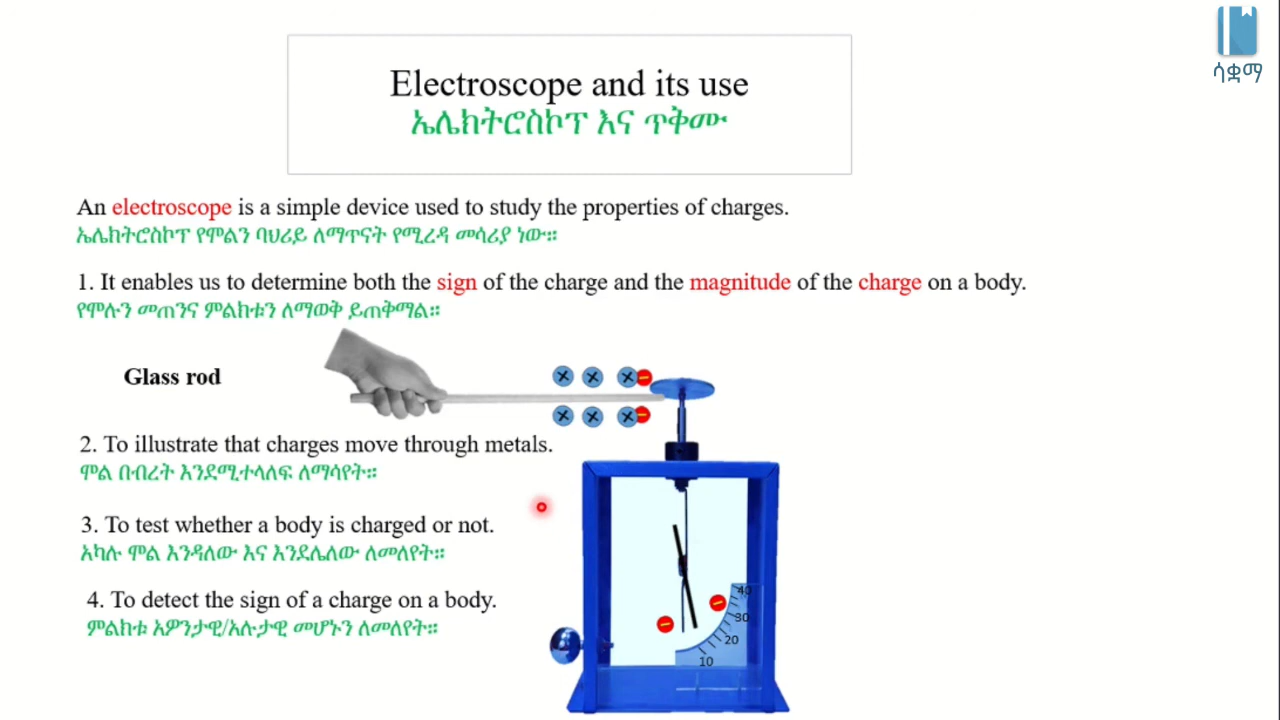 ሳቋማ
Electroscope and its use
ኤሌክትሮስኮፕ እና ጥቅሙ
An electroscope is a simple device used to study the properties of charges.
ኤሌክትሮስኮፕ የሞልን ባህሪይ ለማጥናት የሚረዳ መሳሪያ ነው።
1. It enables us to determine both the sign of the charge and the magnitude of the charge on a body.
የሞሉን መጠንና ምልክቱን ለማወቅ ይጠቅማል።
Glass rod
2. To illustrate that charges move through metals.
ሞል በብረት እንደሚተላለፍ ለማሳየት።
3. To test whether a body is charged or not.
አካሉ ሞል እንዳለው እና እንደሌለው ለመለየት።
4. To detect the sign of a charge on a body.
ምልክቱ አዎንታዊ/አሉታዊ መሆኑን ለመለየት።
40
30
20
10